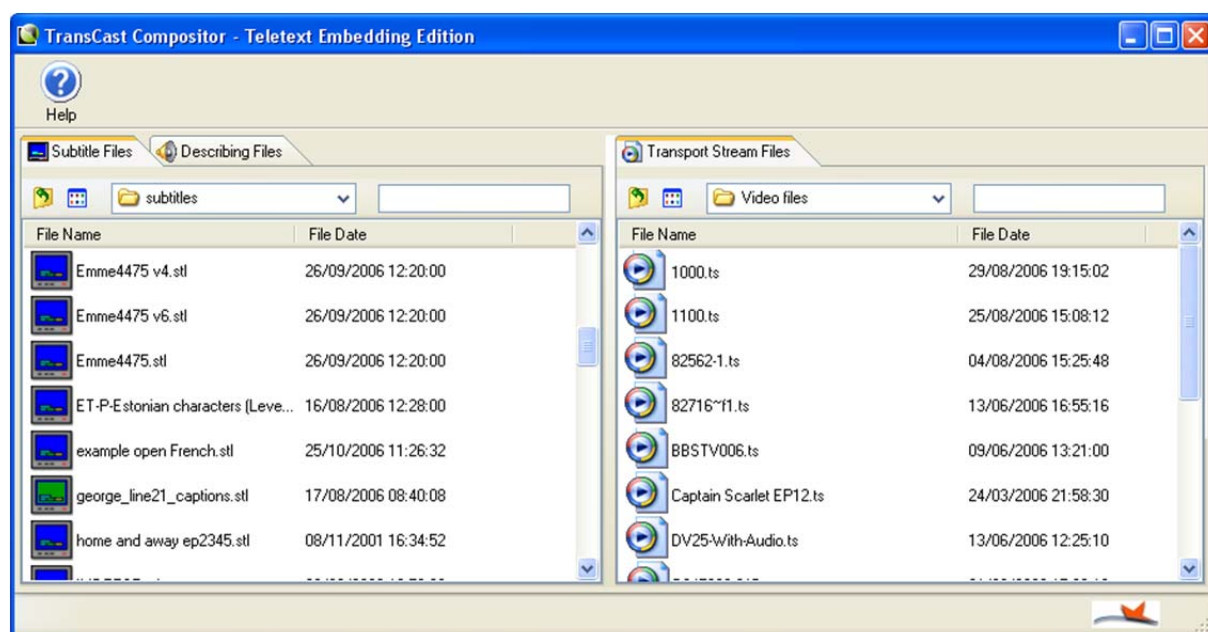 TransCast Compositor - Teletext Embedding Edition
Help
Subtitle Files
Describing Files
subtitles
File Name File Date
Emme4475 v4.stl 26/09/2006 12:20:00
Emme4475 v6.stl 26/09/2006 12:20:00
Emme4475.stl 26/09/2006 12:20:00
ET-P-Estonian characters (Leve... 16/08/2006 12:28:00
example open French.stl 25/10/2006 11:26:32
george_line21_captions.stl 17/08/2006 08:40:08
home and away ep2345.stl 08/11/2001 16:34:52
Transport Stream Files
Video files
File Name File Date
1000.ts 29/08/2006 19:15:02
1100.ts 25/08/2006 15:08:12
82562-1.ts 04/08/2006 15:25:48
82716~f1.ts 13/06/2006 16:55:16
BBSTV006.ts 09/06/2006 13:21:00
Captain Scarlet EP12.ts 24/03/2006 21:58:30
DV25-With-Audio.ts 13/06/2006 12:25:10